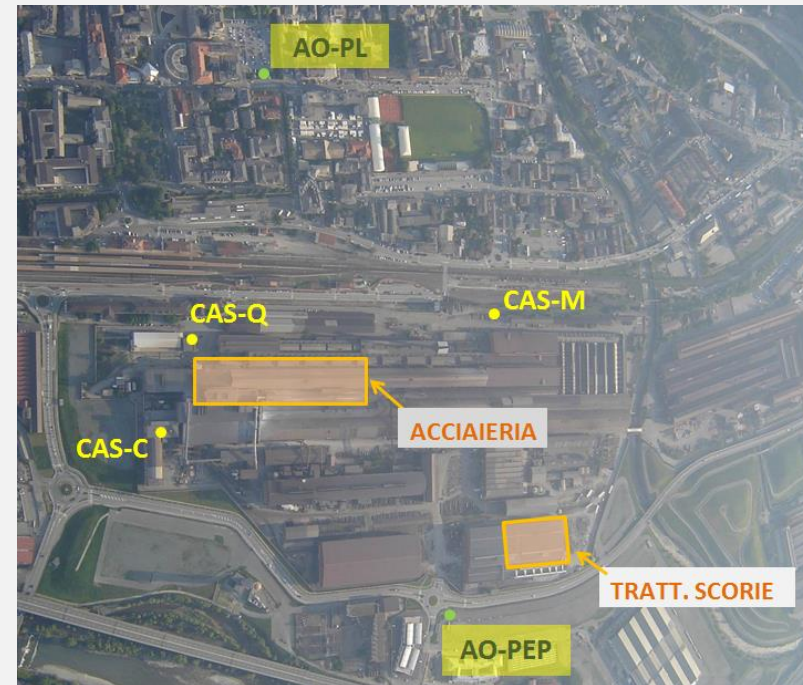 AO-PL
CAS-Q
CAS-M
ACCIAIERIA
CAS-C
TRATT. SCORIE
AO-PEP